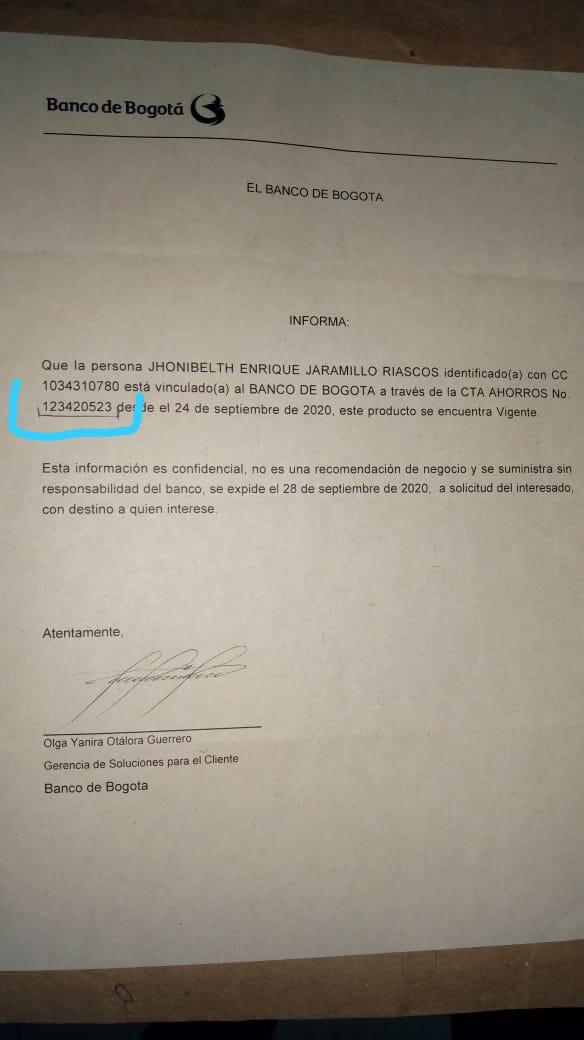 Banco de Bogotá
EL BANCO DE BOGOTA
INFORMA:
Que la persona JHONIBELTH ENRIQUE JARAMILLO RIASCOS identificado(a) con CC
1034310780 está vinculado(a) al BANCO DE BOGOTA a través de la CTA AHORROS No.
123420523 desde el 24 de septiembre de 2020, este producto se encuentra Vigente.
Esta información es confidencial, no es una recomendación de negocio y se suministra sin
responsabilidad del banco, se expide el 28 de septiembre de 2020, a solicitud del interesado,
con destino a quien interese.
Atentamente,
Olga Yanira Otálora Guerrero
Gerencia de Soluciones para el Cliente
Banco de Bogota